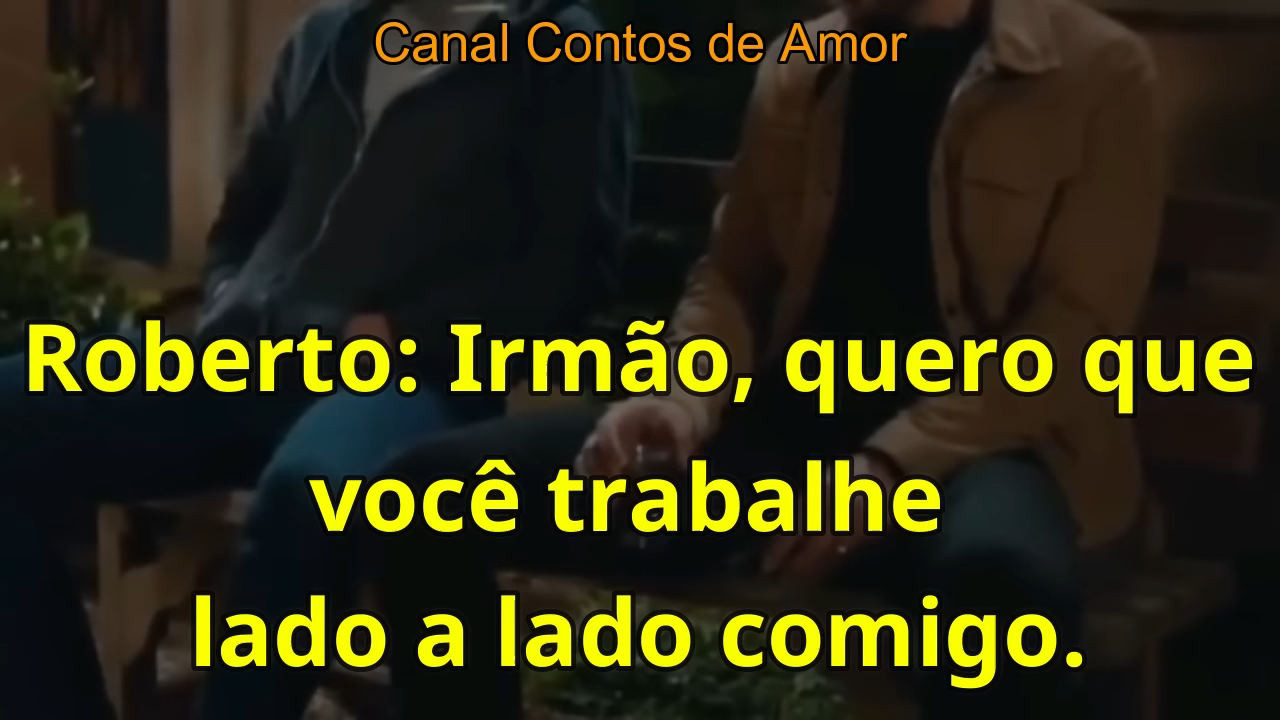 Canal Contos de Amor
Roberto: Irmão, quero que
você trabalhe
lado a lado comigo.